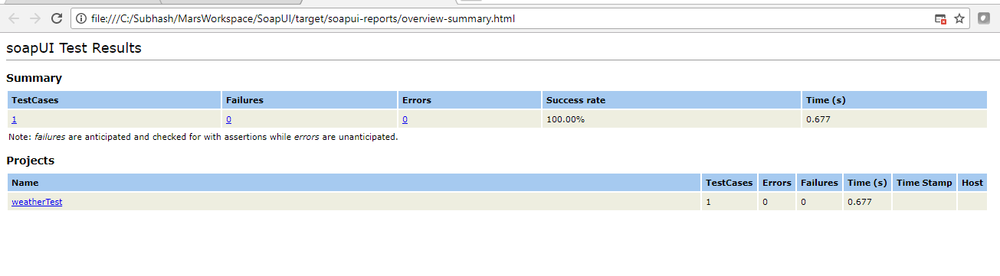 file:///C:/Subhash/MarsWorkspace/SoapUI/target/soapui-reports/overview-summary.html
soapUI Test Results
Summary
TestCases Failures Errors Success rate Time (s)
1 0 0 100.00% 0.677
Note: failures are anticipated and checked for with assertions while errors are unanticipated.
Projects
Name TestCases Errors Failures Time (s) Time Stamp Host
weatherTest 1 0 0 0.677